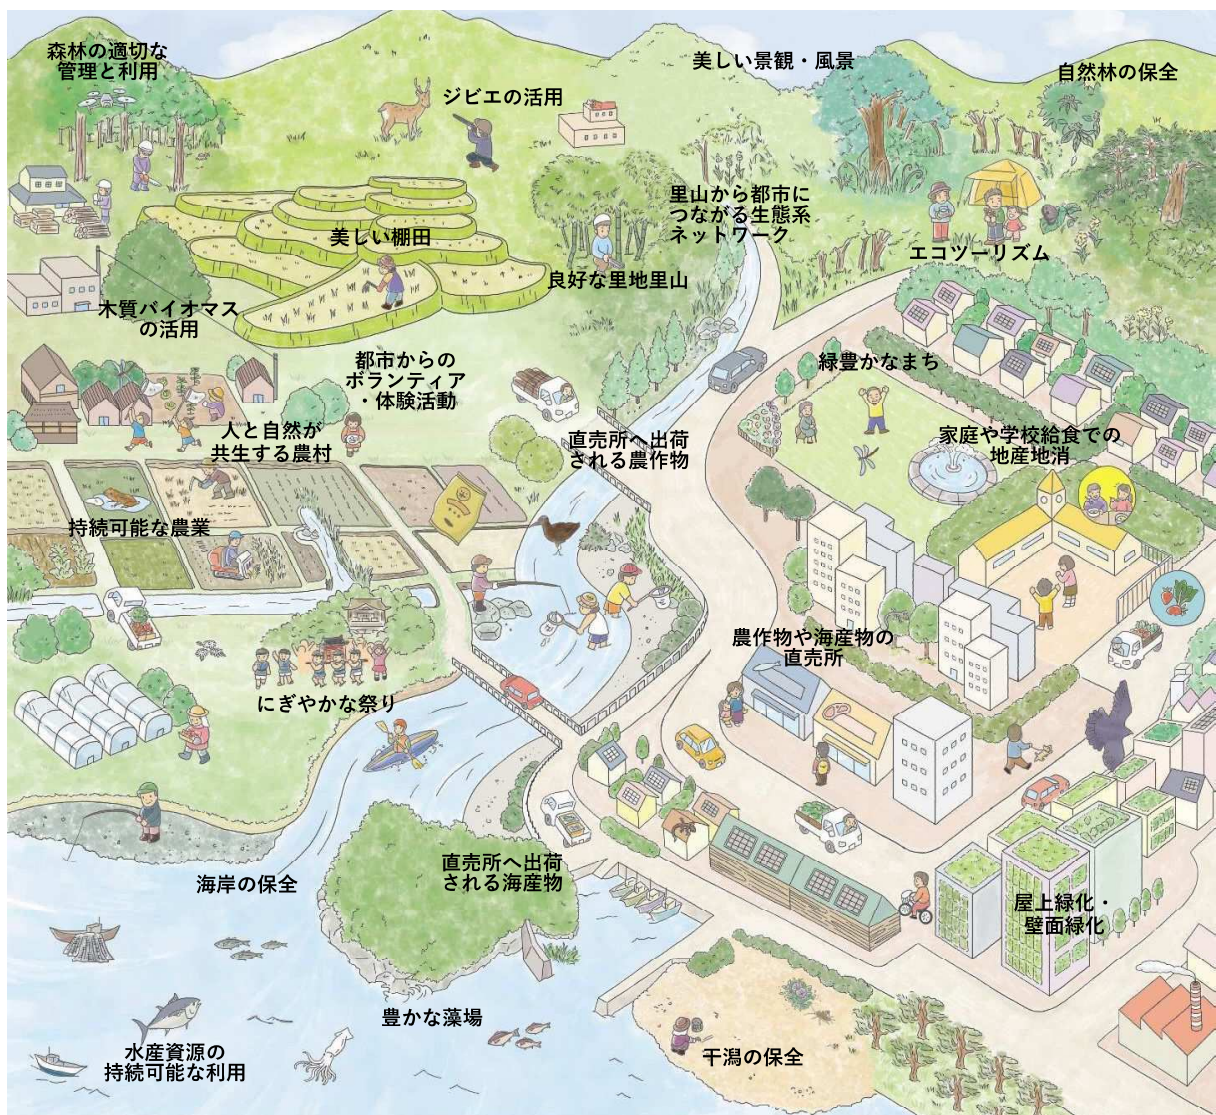 森林の適切な
管理と利用
美しい景観・風景
自然林の保全
ジビエの活用
里山から都市に
つながる生態系
ネットワーク
美しい棚田
エコツーリズム
良好な里地里山
木質バイオマス
の活用
都市からの
ボランティア
・体験活動
緑豊かなまち
人と自然が
共生する農村
直売所へ出荷
される農作物
家庭や学校給食での
地産地消
持続可能な農業
農作物や海産物の
直売所
にぎやかな祭り
直売所へ出荷
される海産物
海岸の保全
屋上緑化・
壁面緑化
豊かな藻場
水産資源の
持続可能な利用
干潟の保全